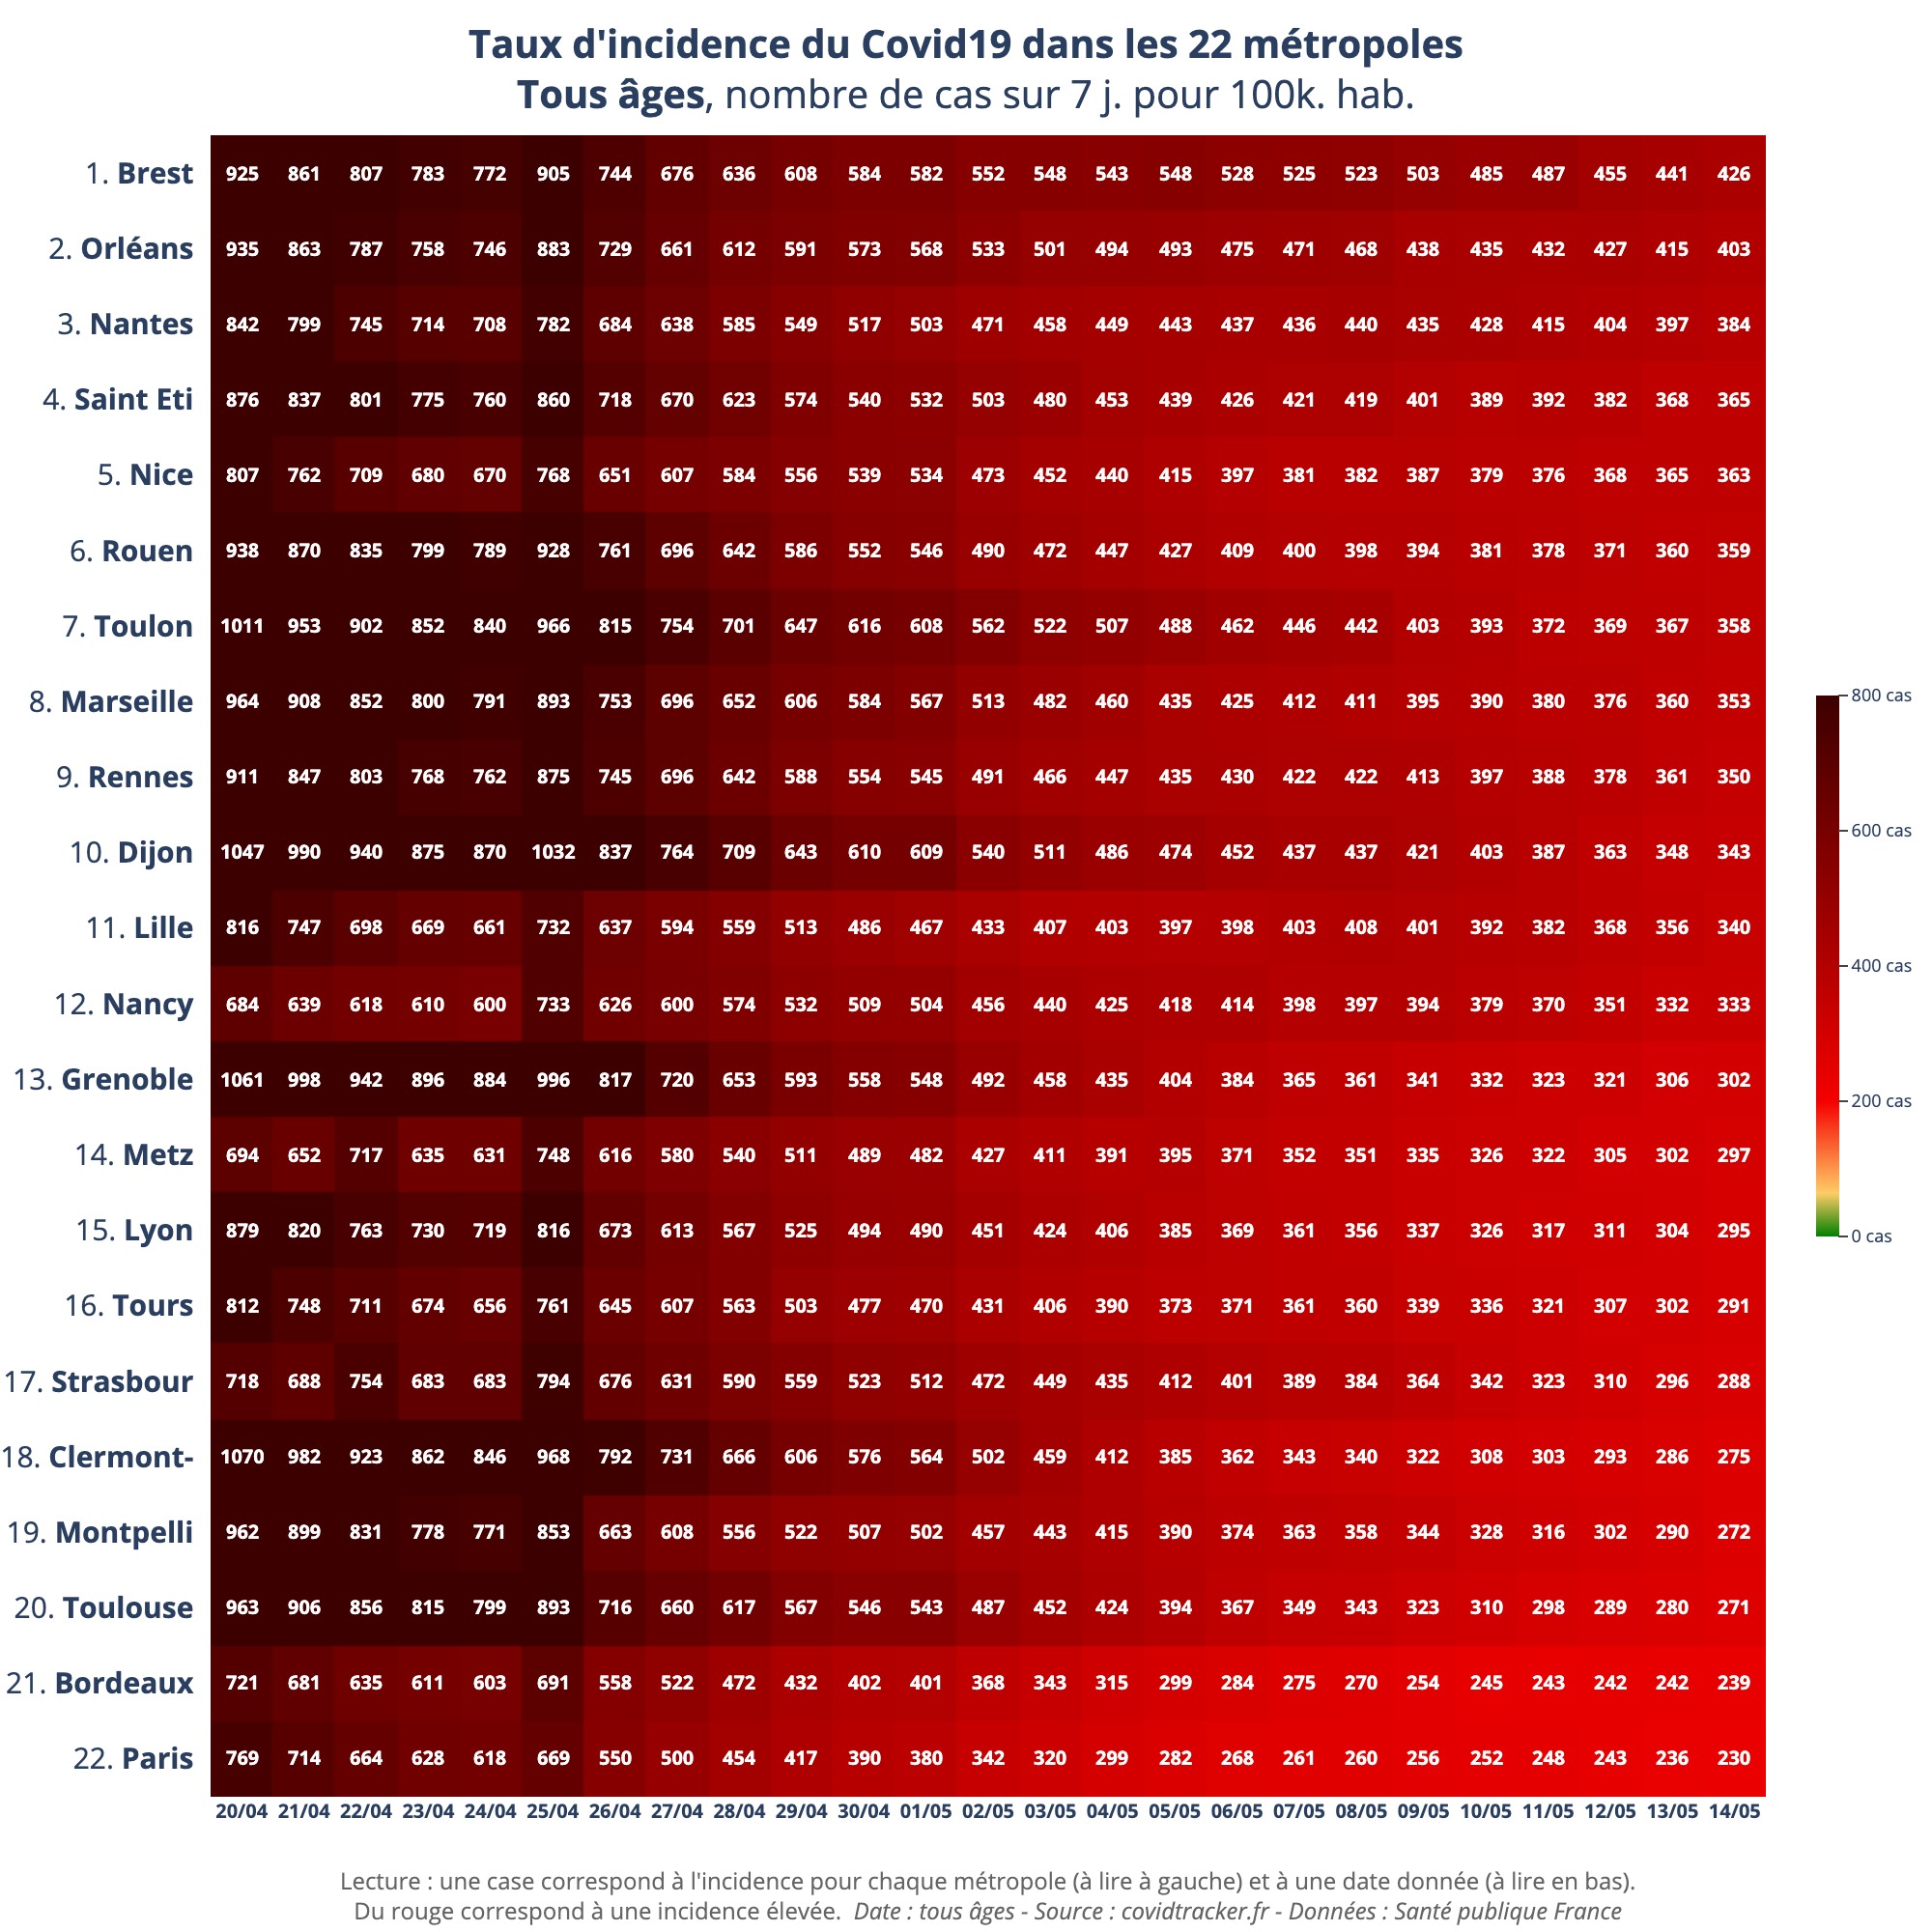 Taux d'incidence du Covid19 dans les 22 métropoles
Tous âges, nombre de cas sur 7 j. pour 100k. hab.
1. Brest 925 861 807 783 772 905 744 676 636 608 584 582 552 548 543 548 528 525 523 503 485 487 455 441 426
2. Orléans 935 863 787 758 746 883 729 661 612 591 573 568 533 501 494 493 475 471 468 438 435 432 427 415 403
3. Nantes 842 799 745 714 708 782 684 638 585 549 517 503 471 458 449 443 437 436 440 435 428 415 404 397 384
4. Saint Eti 876 837 801 775 760 860 718 670 623 574 540 532 503 480 453 439 426 421 419 401 389 392 382 368 365
5. Nice 807 762 709 680 670 768 651 607 584 556 539 534 473 452 440 415 397 381 382 387 379 376 368 365 363
6. Rouen 938 870 835 799 789 928 761 696 642 586 552 546 490 472 447 427 409 400 398 394 381 378 371 360 359
7. Toulon 1011 953 902 852 840 966 815 754 701 647 616 608 562 522 507 488 462 446 442 403 393 372 369 367 358
8. Marseille 964 908 852 800 791 893 753 696 652 606 584 567 513 482 460 435 425 412 411 395 390 380 376 360 353
9. Rennes 911 847 803 768 762 875 745 696 642 588 554 545 491 466 447 435 430 422 422 413 397 388 378 361 350
10. Dijon 1047 990 940 875 870 1032 837 764 709 643 610 609 540 511 486 474 452 437 437 421 403 387 363 348 343
11. Lille 816 747 698 669 661 732 637 594 559 513 486 467 433 407 403 397 398 403 408 401 392 382 368 356 340
12. Nancy 684 639 618 610 600 733 626 600 574 532 509 504 456 440 425 418 414 398 397 394 379 370 351 332 333
13. Grenoble 1061 998 942 896 884 996 817 720 653 593 558 548 492 458 435 404 384 365 361 341 332 323 321 306 302
14. Metz 694 652 717 635 631 748 616 580 540 511 489 482 427 411 391 395 371 352 351 335 326 322 305 302 297
15. Lyon 879 820 763 730 719 816 673 613 567 525 494 490 451 424 406 385 369 361 356 337 326 317 311 304 295
16. Tours 812 748 711 674 656 761 645 607 563 503 477 470 431 406 390 373 371 361 360 339 336 321 307 302 291
17. Strasbour 718 688 754 683 683 794 676 631 590 559 523 512 472 449 435 412 401 389 384 364 342 323 310 296 288
18. Clermont- 1070 982 923 862 846 968 792 731 666 606 576 564 502 459 412 385 362 343 340 322 308 303 293 286 275
19. Montpelli 962 899 831 778 771 853 663 608 556 522 507 502 457 443 415 390 374 363 358 344 328 316 302 290 272
20. Toulouse 963 906 856 815 799 893 716 660 617 567 546 543 487 452 424 394 367 349 343 323 310 298 289 280 271
21. Bordeaux 721 681 635 611 603 691 558 522 472 432 402 401 368 343 315 299 284 275 270 254 245 243 242 242 239
22. Paris 769 714 664 628 618 669 550 500 454 417 390 380 342 320 299 282 268 261 260 256 252 248 243 236 230
20/04 21/04 22/04 23/04 24/04 25/04 26/04 27/04 28/04 29/04 30/04 01/05 02/05 03/05 04/05 05/05 06/05 07/05 08/05 09/05 10/05 11/05 12/05 13/05 14/05
800 cas
600 cas
400 cas
200 cas
0 cas
Lecture : une case correspond à l'incidence pour chaque métropole (à lire à gauche) et à une date donnée (à lire en bas).
Du rouge correspond à une incidence élevée. Date : tous âges - Source : covidtracker.fr - Données : Santé publique France